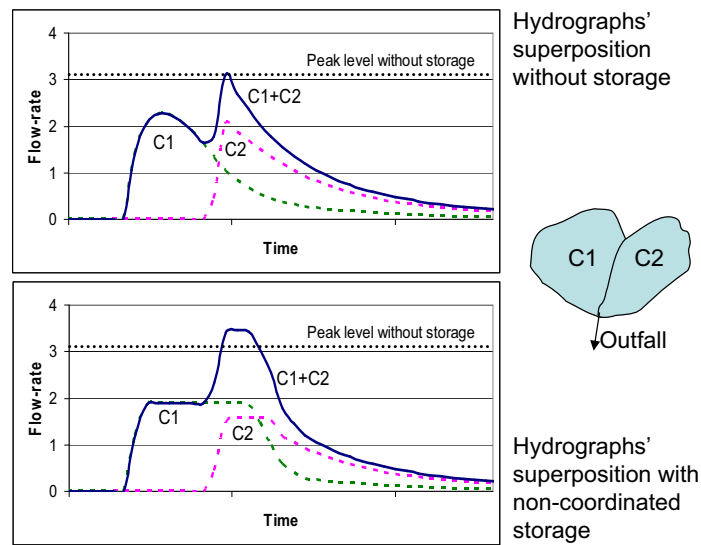 Hydrographs'
superposition
without storage
4
Peak level without storage
3
C1+C2
2
C1
C2
1
0
Flow-rate
Time
C1
C2
Outfall
4
Peak level without storage
3
C1+C2
2
C1
C2
1
0
Flow-rate
Time
Hydrographs'
superposition with
non-coordinated
storage